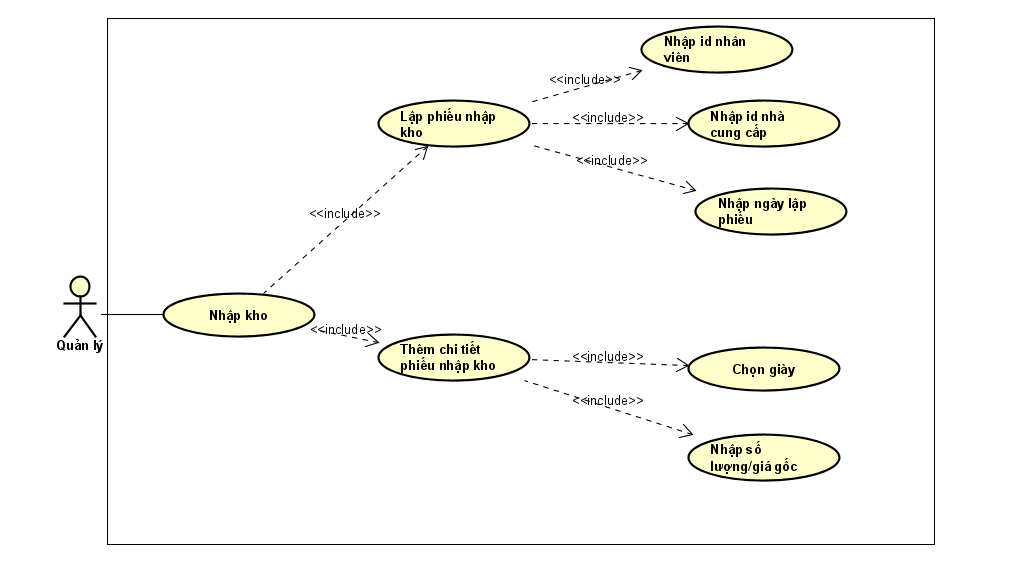 Nhập id nhân
viên
<<include>>
Lập phiếu nhập
kho
<<include>>
Nhập id nhà
cung cấp
<<include>>
Nhập ngày lập
phiếu
<<include>>
Nhập kho
Quản lý
<<include>>
Thêm chi tiết
phiếu nhập kho
<<include>>
Chọn giày
<<include>>
Nhập số
lượng/giá gốc